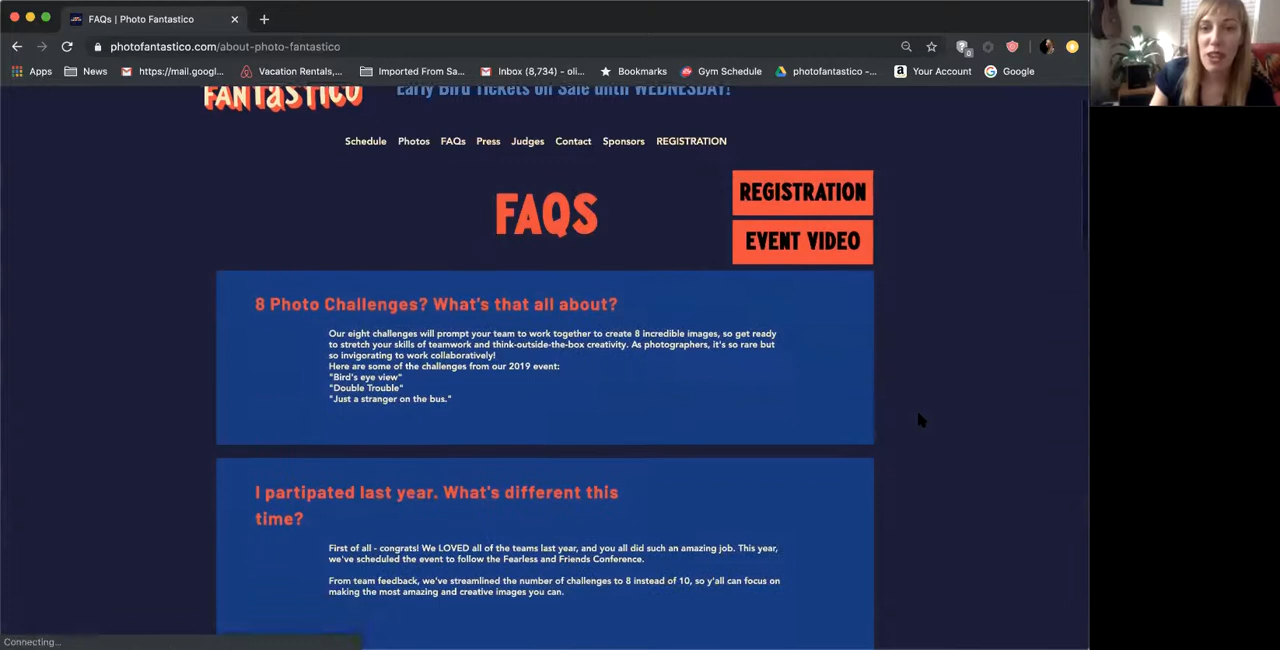 FAQs | Photo Fantastico
photofantastico.com/about-photo-fantastico
0
Apps
News
https://mail.googl...
Vacation Rentals,...
Imported From Sa...
Inbox (8,734) - oli...
Bookmarks
Gym Schedule
photofantastico -...
Your Account
Google
FANTASTICO
Early Bird Tickets on Sale until WEDNESDAY!
Schedule
Photos
FAQs
Press
Judges
Contact
Sponsors
REGISTRATION
FAQS
REGISTRATION
EVENT VIDEO
8 Photo Challenges? What's that all about?
Our eight challenges will prompt your team to work together to create 8 incredible images, so get ready
to stretch your skills of teamwork and think-outside-the-box creativity. As photographers, it's so rare but
so invigorating to work collaboratively!
Here are some of the challenges from our 2019 event:
"Bird's eye view"
"Double Trouble"
"Just a stranger on the bus."
I partipated last year. What's different this
time?
First of all - congrats! We LOVED all of the teams last year, and you all did such an amazing job. This year,
we've scheduled the event to follow the Fearless and Friends Conference.
From team feedback, we've streamlined the number of challenges to 8 instead of 10, so y'all can focus on
making the most amazing and creative images you can.
Connecting...